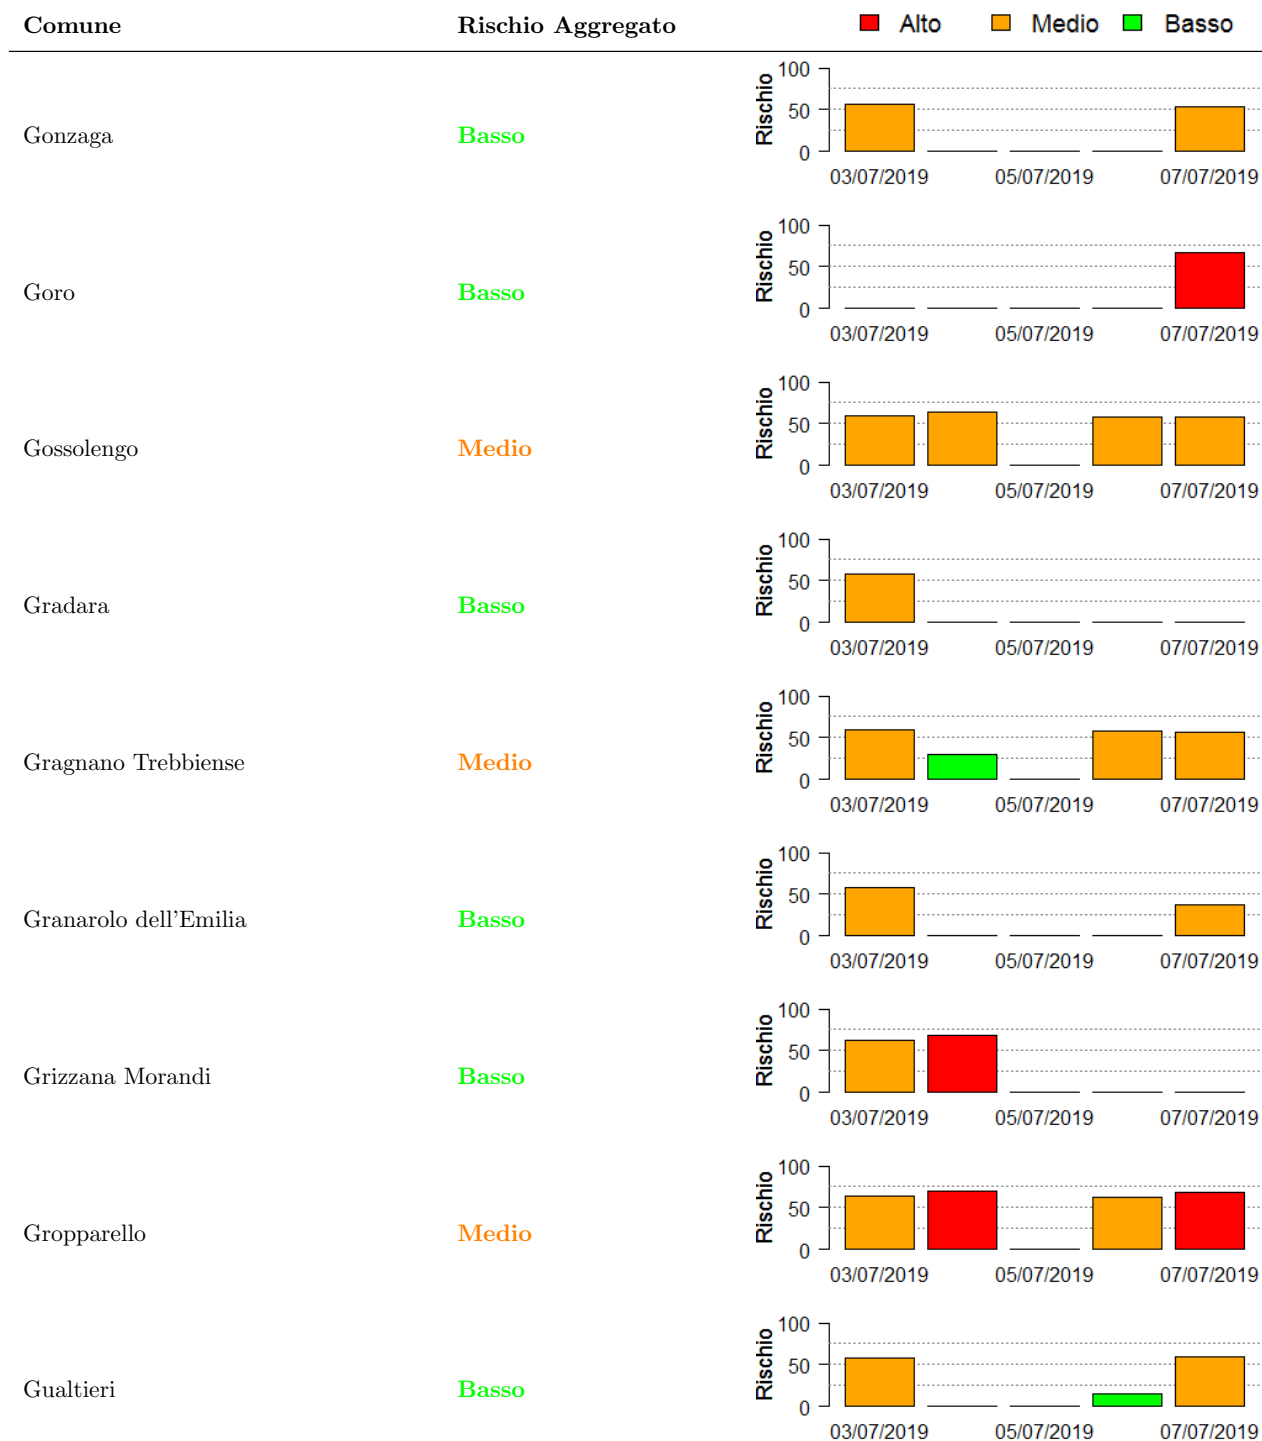 Comune Rischio Aggregato Alto Medio Basso
Gonzaga Basso
Rischio
100
50
0
03/07/2019 05/07/2019 07/07/2019
Goro Basso
Rischio
100
50
0
03/07/2019 05/07/2019 07/07/2019
Gossolengo Medio
Rischio
100
50
0
03/07/2019 05/07/2019 07/07/2019
Gradara Basso
Rischio
100
50
0
03/07/2019 05/07/2019 07/07/2019
Gragnano Trebbiense Medio
Rischio
100
50
0
03/07/2019 05/07/2019 07/07/2019
Granarolo dell'Emilia Basso
Rischio
100
50
0
03/07/2019 05/07/2019 07/07/2019
Grizzana Morandi Basso
Rischio
100
50
0
03/07/2019 05/07/2019 07/07/2019
Gropparello Medio
Rischio
100
50
0
03/07/2019 05/07/2019 07/07/2019
Gualtieri Basso
Rischio
100
50
0
03/07/2019 05/07/2019 07/07/2019